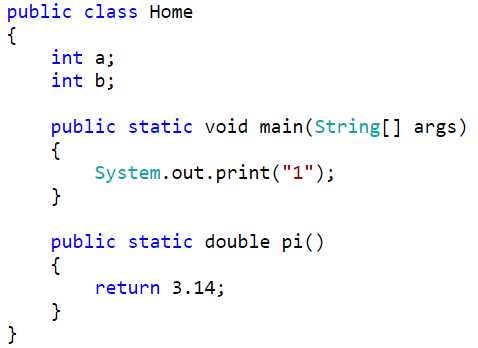 public class Home
{
    int a;
    int b;

    public static void main(String[] args)
    {
        System.out.print("1");
    }

    public static double pi()
    {
        return 3.14;
    }
}